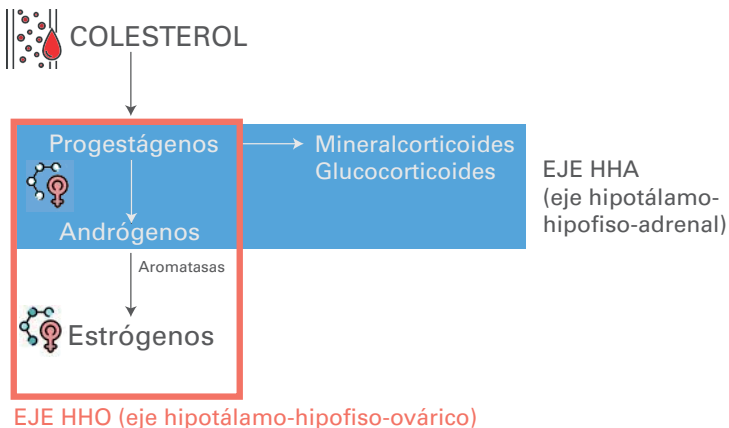 COLESTEROL
Progestágenos
Mineralcorticoides
Glucocorticoides
EJE HHA
(eje hipotálamo-
hipofiso-adrenal)
Andrógenos
Aromatasas
Estrógenos
EJE HHO (eje hipotálamo-hipofiso-ovárico)